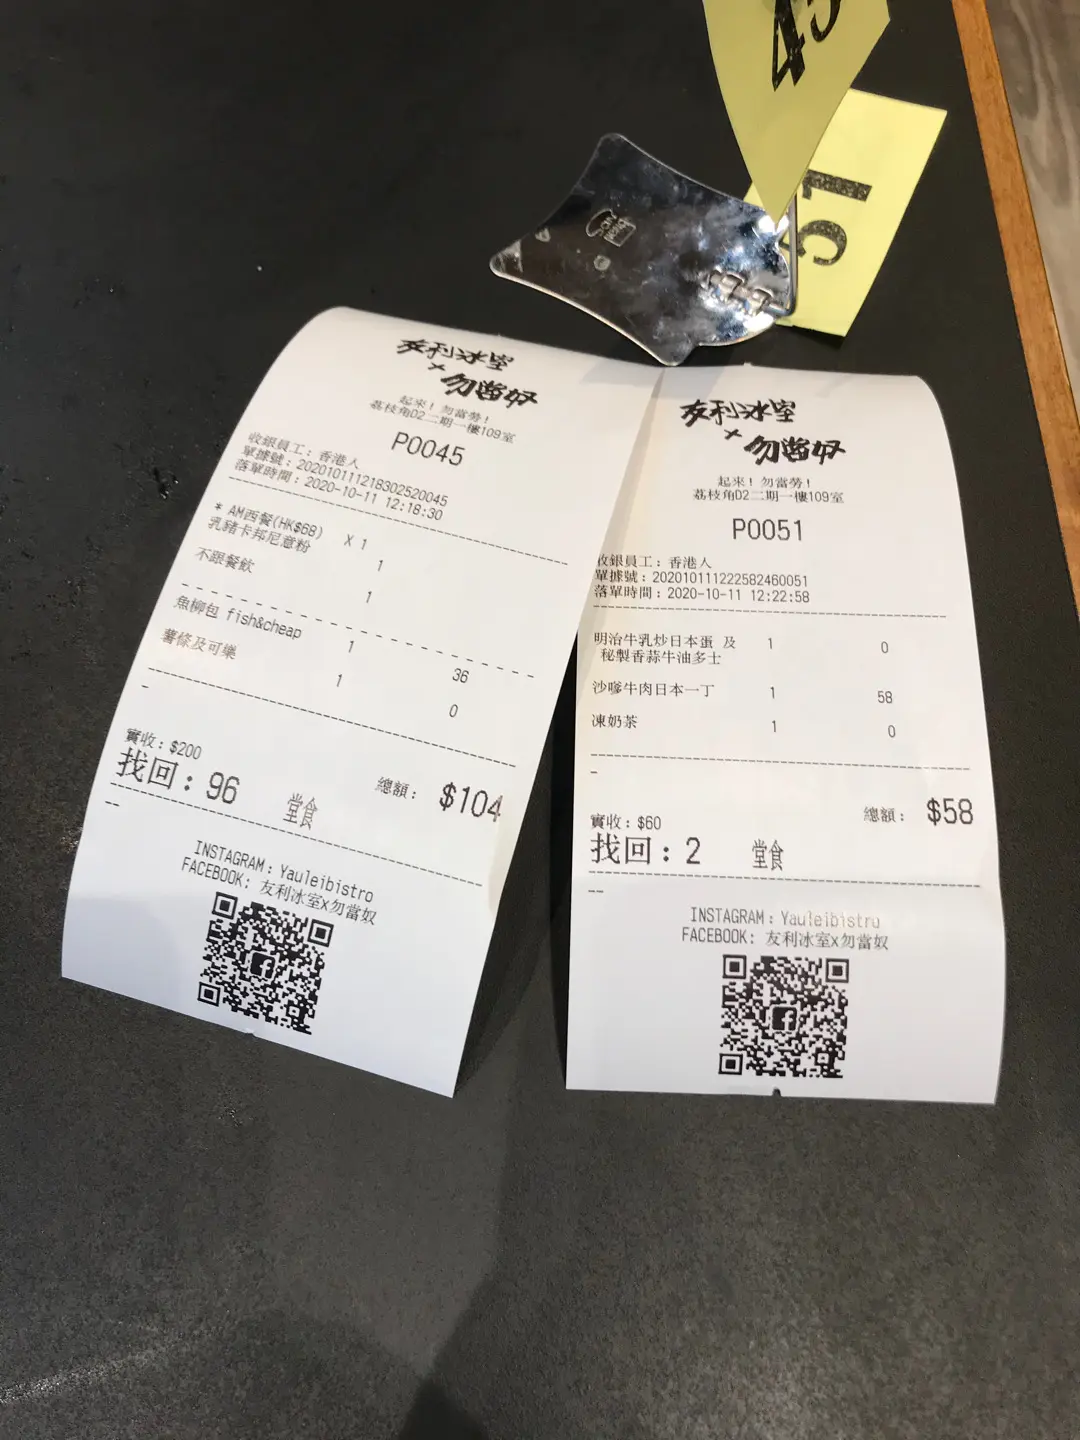 45
51
友利冰室
×
勿當奴
起來！勿當勞！
荔枝角D2二期一樓109室
P0045
收銀員工：香港人
單據號：202010111218302520045
落單時間：2020-10-11 12:18:30
* AM西餐(HK$68) X 1
乳豬卡邦尼意粉 1
不跟餐飲 1
魚柳包 fish&cheap 1 36
薯條及可樂 1 0
-
實收：$200
總額： $104
找回：96 堂食
--
INSTAGRAM：Yauleibistro
FACEBOOK: 友利冰室x勿當奴
友利冰室
×
勿當奴
起來！勿當勞！
荔枝角D2二期一樓109室
P0051
收銀員工：香港人
單據號：202010111222582460051
落單時間：2020-10-11 12:22:58
明治牛乳炒日本蛋 及 1 0
秘製香蒜牛油多士
沙嗲牛肉日本一丁 1 58
凍奶茶 1 0
-
總額： $58
實收：$60
找回：2 堂食
--
INSTAGRAM：Yauleibistro
FACEBOOK: 友利冰室x勿當奴